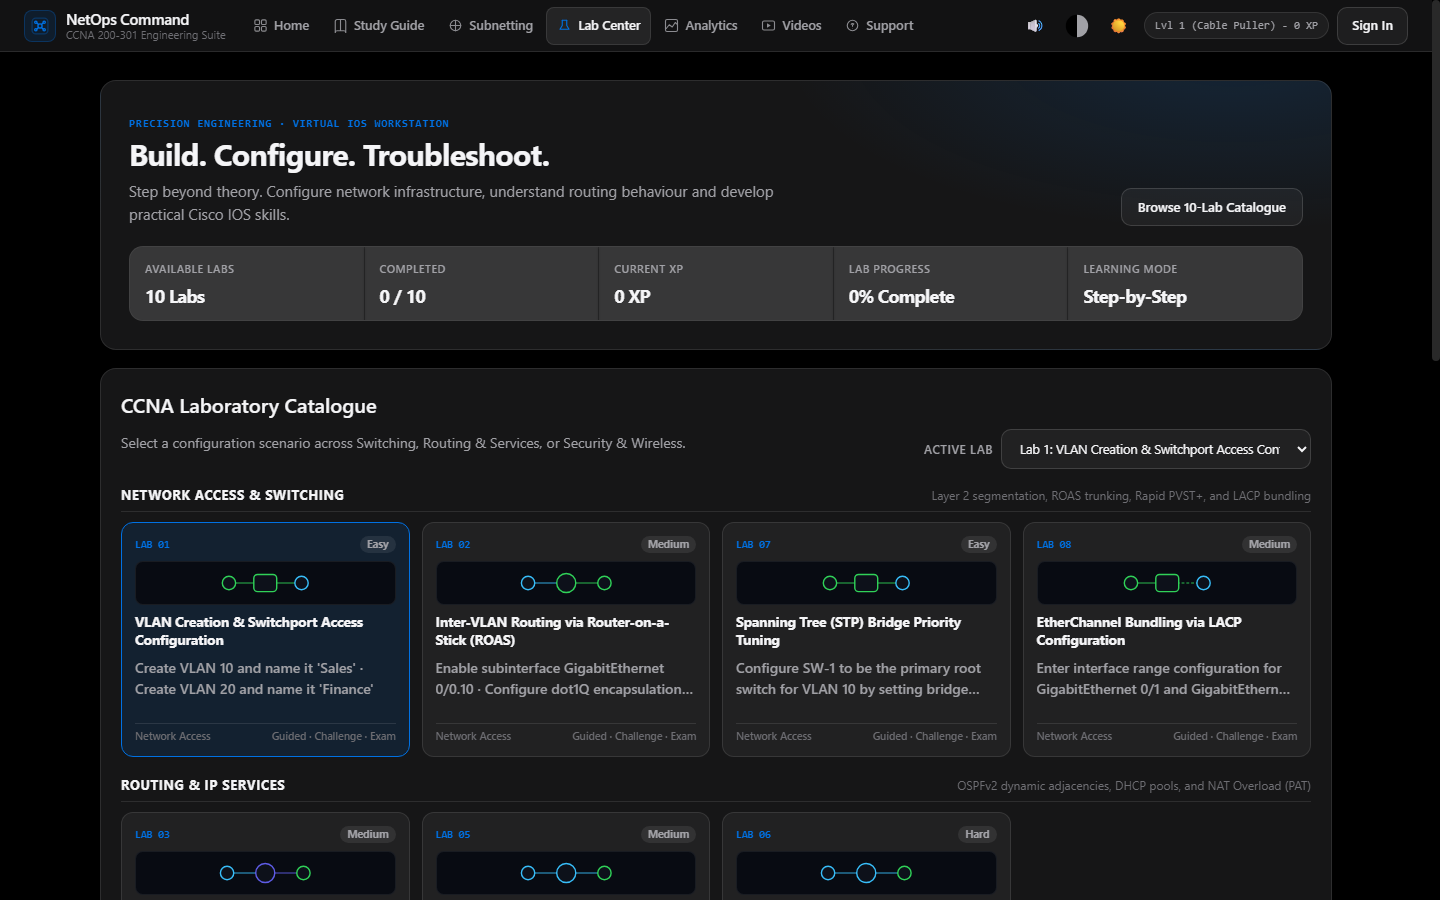 NetOps Command
CCNA 200-301 Engineering Suite
Home
Study Guide
Subnetting
Lab Center
Analytics
Videos
Support
Lvl 1 (Cable Puller) - 0 XP
Sign In
PRECISION ENGINEERING · VIRTUAL IOS WORKSTATION
Build. Configure. Troubleshoot.
Step beyond theory. Configure network infrastructure, understand routing behaviour and develop
practical Cisco IOS skills.
Browse 10-Lab Catalogue
AVAILABLE LABS
10 Labs
COMPLETED
0 / 10
CURRENT XP
0 XP
LAB PROGRESS
0% Complete
LEARNING MODE
Step-by-Step
CCNA Laboratory Catalogue
Select a configuration scenario across Switching, Routing & Services, or Security & Wireless.
ACTIVE LAB
Lab 1: VLAN Creation & Switchport Access Con
NETWORK ACCESS & SWITCHING
Layer 2 segmentation, ROAS trunking, Rapid PVST+, and LACP bundling
LAB 01
Easy
VLAN Creation & Switchport Access
Configuration
Create VLAN 10 and name it 'Sales' ·
Create VLAN 20 and name it 'Finance'
Network Access
Guided · Challenge · Exam
LAB 02
Medium
Inter-VLAN Routing via Router-on-a-
Stick (ROAS)
Enable subinterface GigabitEthernet
0/0.10 · Configure dot1Q encapsulation...
Network Access
Guided · Challenge · Exam
LAB 07
Easy
Spanning Tree (STP) Bridge Priority
Tuning
Configure SW-1 to be the primary root
switch for VLAN 10 by setting bridge...
Network Access
Guided · Challenge · Exam
LAB 08
Medium
EtherChannel Bundling via LACP
Configuration
Enter interface range configuration for
GigabitEthernet 0/1 and GigabitEthern...
Network Access
Guided · Challenge · Exam
ROUTING & IP SERVICES
OSPFv2 dynamic adjacencies, DHCP pools, and NAT Overload (PAT)
LAB 03
Medium
LAB 05
Medium
LAB 06
Hard